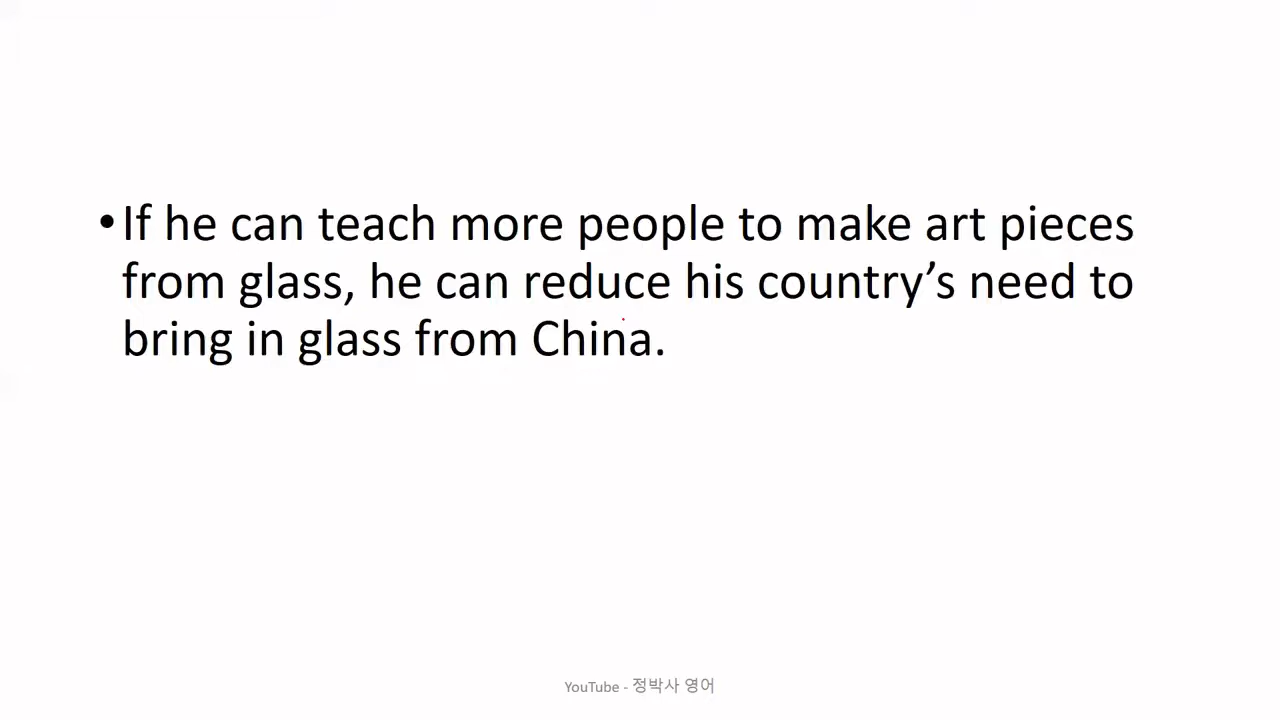 •If he can teach more people to make art pieces
from glass, he can reduce his country’s need to
bring in glass from China.
YouTube - 정박사 영어